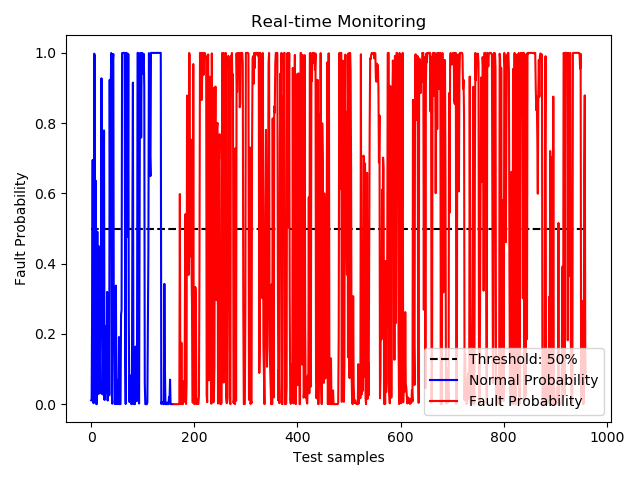 Real-time Monitoring
Fault Probability
1.0
0.8
0.6
0.4
0.2
0.0
Threshold: 50%
Normal Probability
Fault Probability
0
200
400
600
800
1000
Test samples